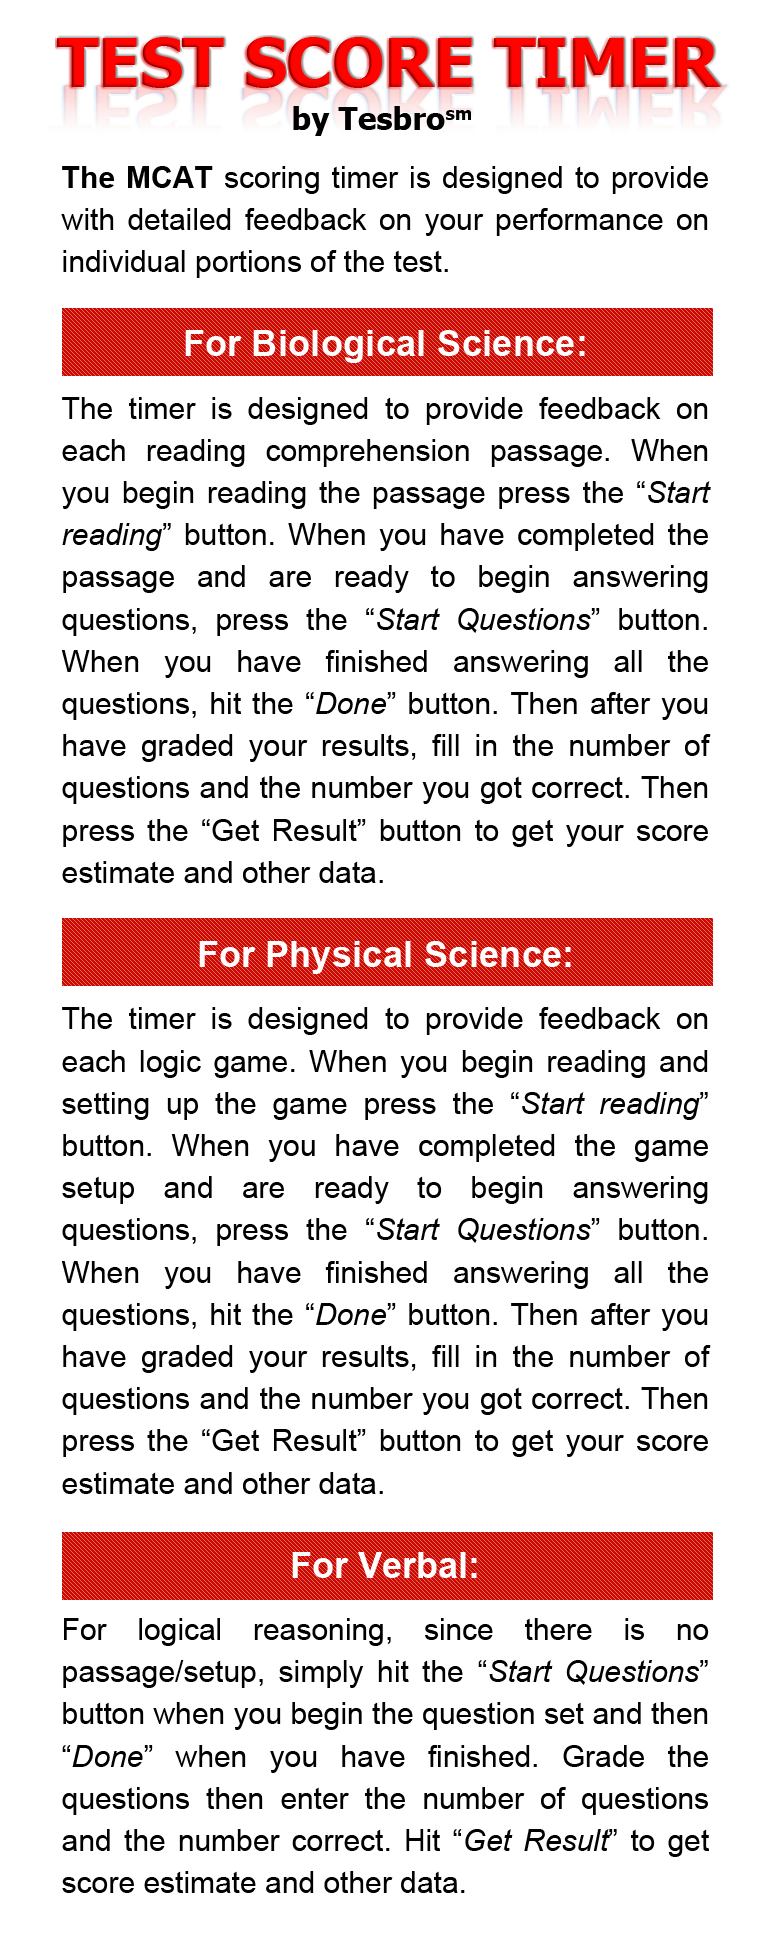 TEST SCORE TIMER
by Tesbro℠
The MCAT scoring timer is designed to provide
with detailed feedback on your performance on
individual portions of the test.
For Biological Science:
The timer is designed to provide feedback on
each reading comprehension passage. When
you begin reading the passage press the “Start
reading” button. When you have completed the
passage and are ready to begin answering
questions, press the “Start Questions” button.
When you have finished answering all the
questions, hit the “Done” button. Then after you
have graded your results, fill in the number of
questions and the number you got correct. Then
press the “Get Result” button to get your score
estimate and other data.
For Physical Science:
The timer is designed to provide feedback on
each logic game. When you begin reading and
setting up the game press the “Start reading”
button. When you have completed the game
setup and are ready to begin answering
questions, press the “Start Questions” button.
When you have finished answering all the
questions, hit the “Done” button. Then after you
have graded your results, fill in the number of
questions and the number you got correct. Then
press the “Get Result” button to get your score
estimate and other data.
For Verbal:
For logical reasoning, since there is no
passage/setup, simply hit the “Start Questions”
button when you begin the question set and then
“Done” when you have finished. Grade the
questions then enter the number of questions
and the number correct. Hit “Get Result” to get
score estimate and other data.